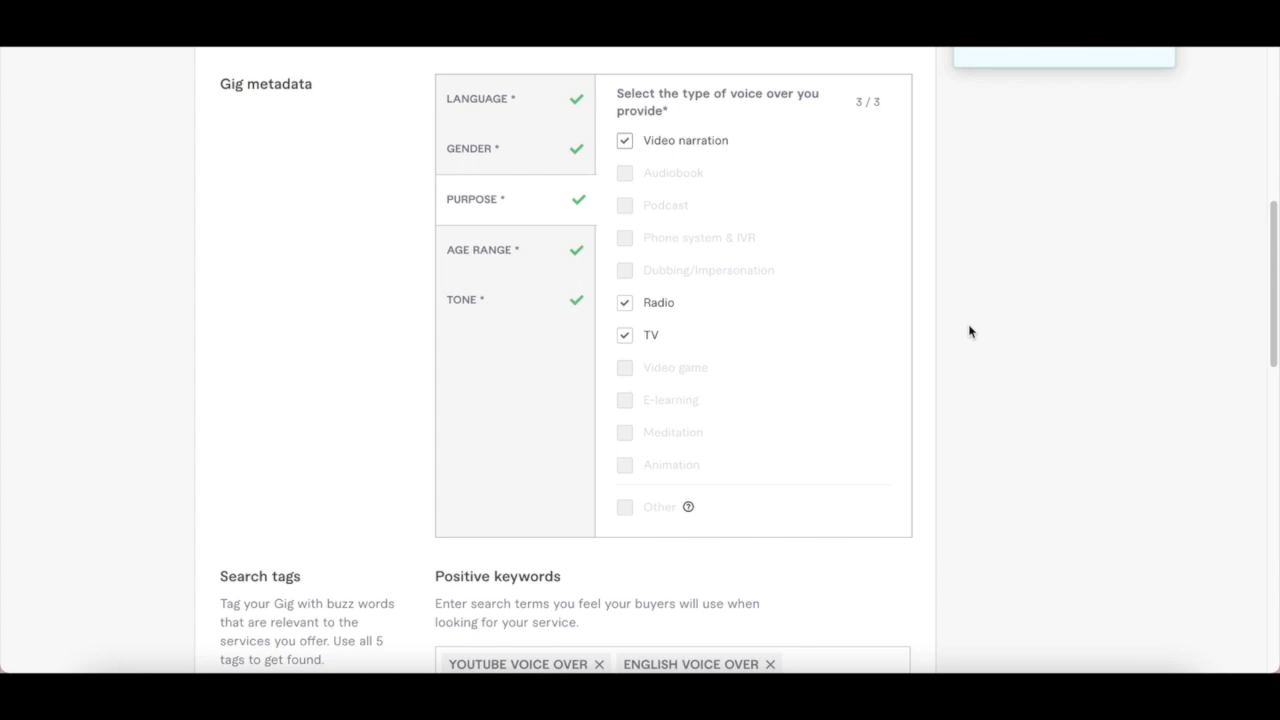 Gig metadata
LANGUAGE *
GENDER *
PURPOSE *
AGE RANGE *
TONE *
Select the type of voice over you
provide*
3 / 3
Video narration
Audiobook
Podcast
Phone system & IVR
Dubbing/Impersonation
Radio
TV
Video game
E-learning
Meditation
Animation
Other ?
Search tags
Tag your Gig with buzz words
that are relevant to the
services you offer. Use all 5
tags to get found.
Positive keywords
Enter search terms you feel your buyers will use when
looking for your service.
YOUTUBE VOICE OVER × ENGLISH VOICE OVER ×